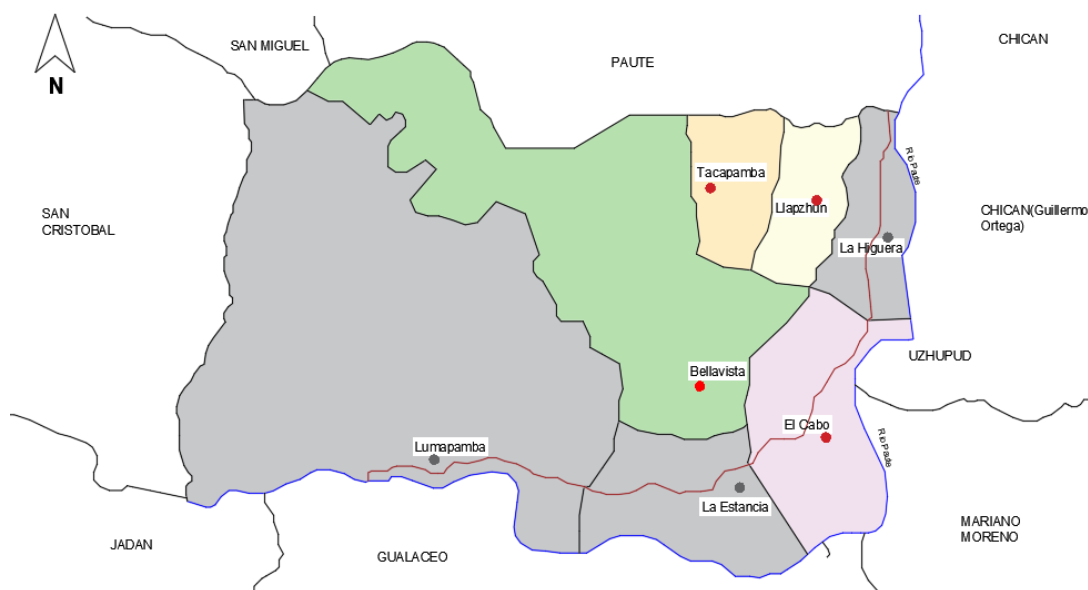 SAN MIGUEL
CHICAN
PAUTE
N
Río Paute
Tacapamba
Llapzhun
SAN
CRISTOBAL
CHICAN(Guillermo
Ortega)
La Higuera
UZHUPUD
Bellavista
El Cabo
Río Paute
Lumapamba
La Estancia
MARIANO
MORENO
JADAN
GUALACEO